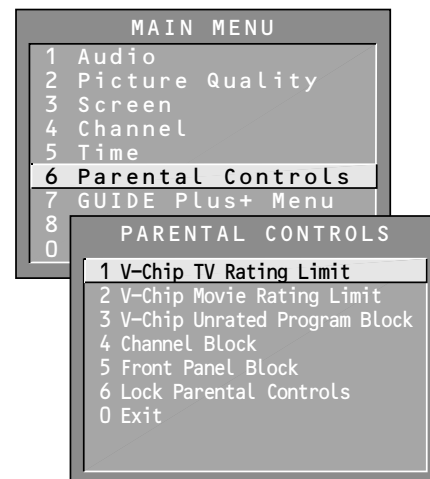 MAIN MENU
1 Audio
2 Picture Quality
3 Screen
4 Channel
5 Time
6 Parental Controls
7 GUIDE Plus+ Menu
8
0
PARENTAL CONTROLS
1 V-Chip TV Rating Limit
2 V-Chip Movie Rating Limit
3 V-Chip Unrated Program Block
4 Channel Block
5 Front Panel Block
6 Lock Parental Controls
0 Exit